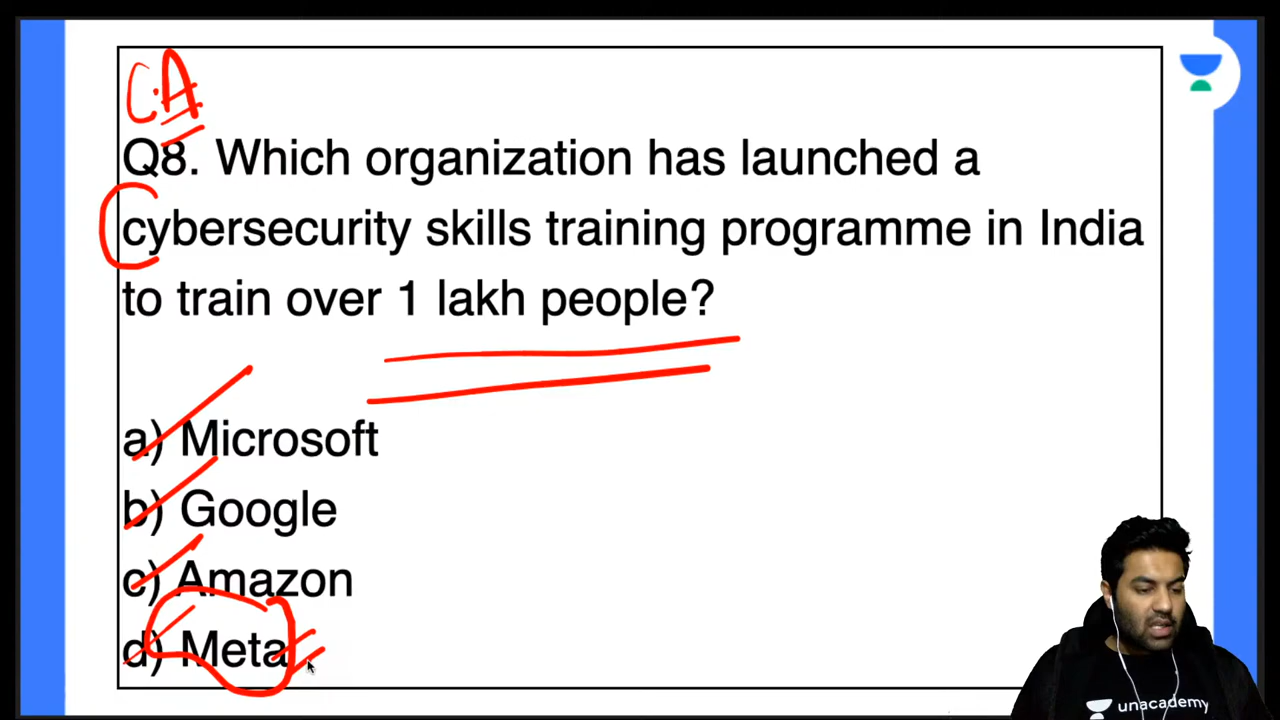 C.A
Q8. Which organization has launched a
cybersecurity skills training programme in India
to train over 1 lakh people?
a) Microsoft
b) Google
c) Amazon
d) Meta
unacademy